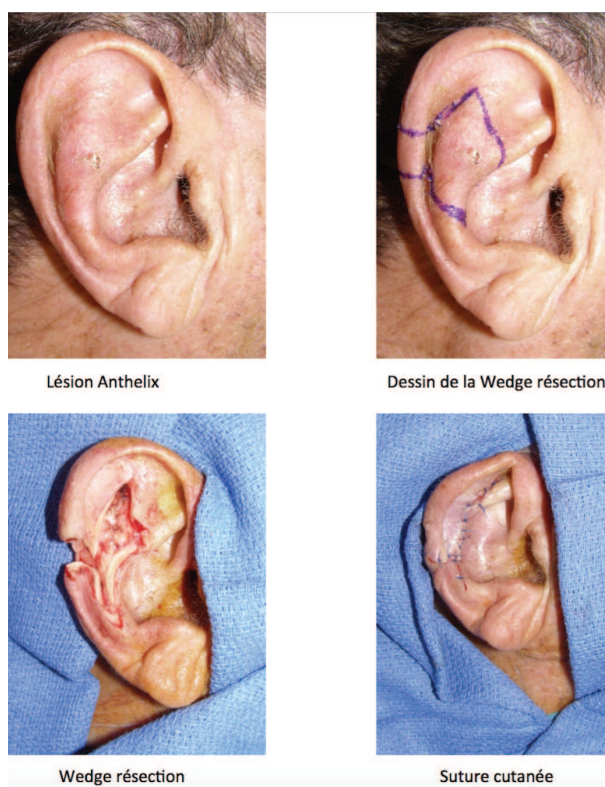 Lésion Anthelix
Dessin de la Wedge résection
Wedge résection
Suture cutanée